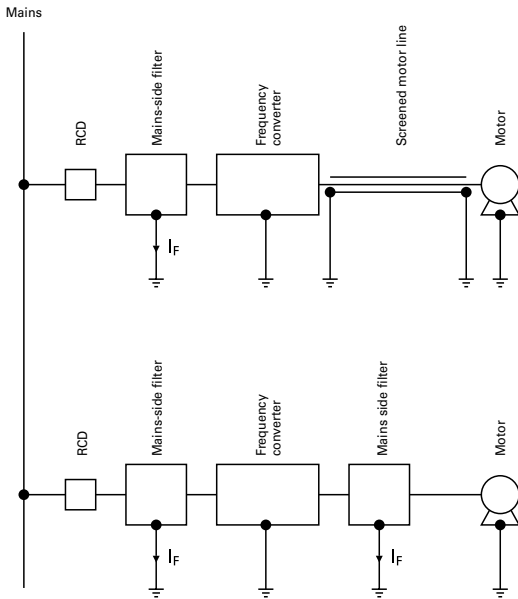 Mains
RCD
Mains-side filter
Frequency
converter
Screened motor line
Motor
IF
RCD
Mains-side filter
Frequency
converter
Mains side filter
Motor
IF
IF